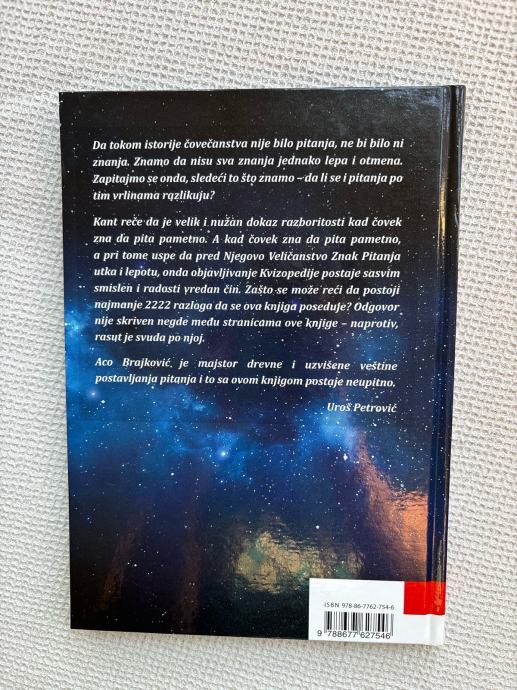 Da tokom istorije čovečanstva nije bilo pitanja, ne bi bilo ni
znanja. Znamo da nisu sva znanja jednako lepa i otmena.
Zapitajmo se onda, sledeći to što znamo – da li se i pitanja po
tim vrlinama razlikuju?
Kant reče da je velik i nužan dokaz razboritosti kad čovek
zna da pita pametno. A kad čovek zna da pita pametno,
a pri tome uspe da pred Njegovo Veličanstvo Znak Pitanja
utka i lepotu, onda objavljivanje Kvizopedije postaje sasvim
smislen i radosti vredan čin. Zašto se može reći da postoji
najmanje 2222 razloga da se ova knjiga poseduje? Odgovor
nije skriven negde među stranicama ove knjige – naprotiv,
rasut je svuda po njoj.
Aco Brajković je majstor drevne i uzvišene veštine
postavljanja pitanja i to sa ovom knjigom postaje neupitno.
Uroš Petrović
ISBN 978-86-7762-754-6
9 788677 627546